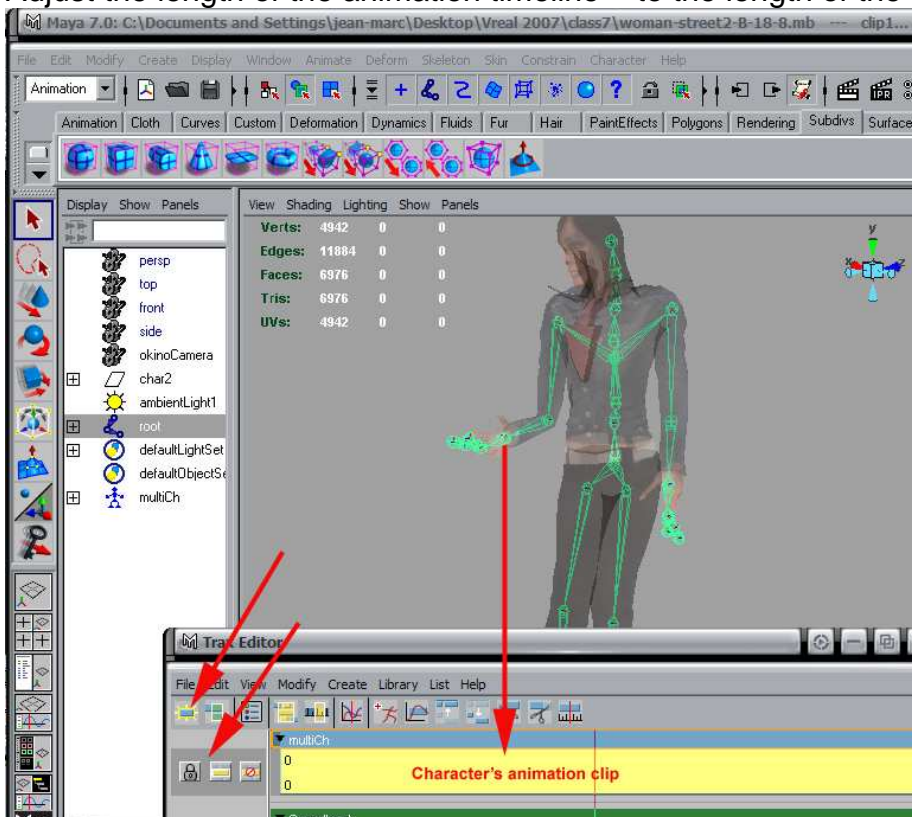 Adjust the length of the animation timeline to the length of the
Maya 7.0: C:\Documents and Settings\jean-marc\Desktop\Vreal 2007\class7\woman-street2-8-18-8.mb --- clip1...
File Edit Modify Create Display Window Animate Deform Skeleton Skin Constrain Character Help
Animation
IPR
Animation Cloth Curves Custom Deformation Dynamics Fluids Fur Hair PaintEffects Polygons Rendering Subdivs Surface
Display Show Panels
View Shading Lighting Show Panels
Verts: 4942 0 0
Edges: 11884 0 0
Faces: 6976 0 0
Tris: 6976 0 0
UVs: 4942 0 0
y
x z
persp
top
front
side
okinoCamera
char2
ambientLight1
root
defaultLightSet
defaultObjectSe
multiCh
Trax Editor
File Edit View Modify Create Library List Help
multiCh
0
Character's animation clip
0